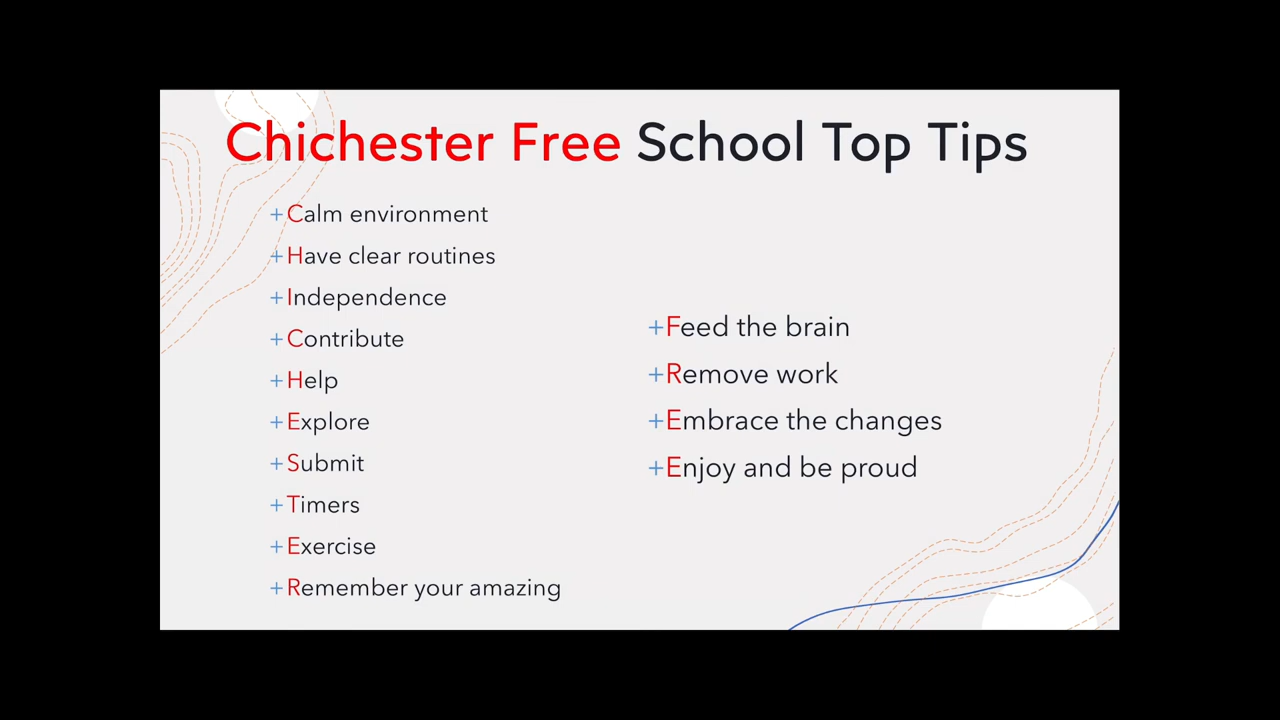 Chichester Free School Top Tips
+Calm environment
+Have clear routines
+Independence
+Contribute
+Help
+Explore
+Submit
+Timers
+Exercise
+Remember your amazing
+Feed the brain
+Remove work
+Embrace the changes
+Enjoy and be proud